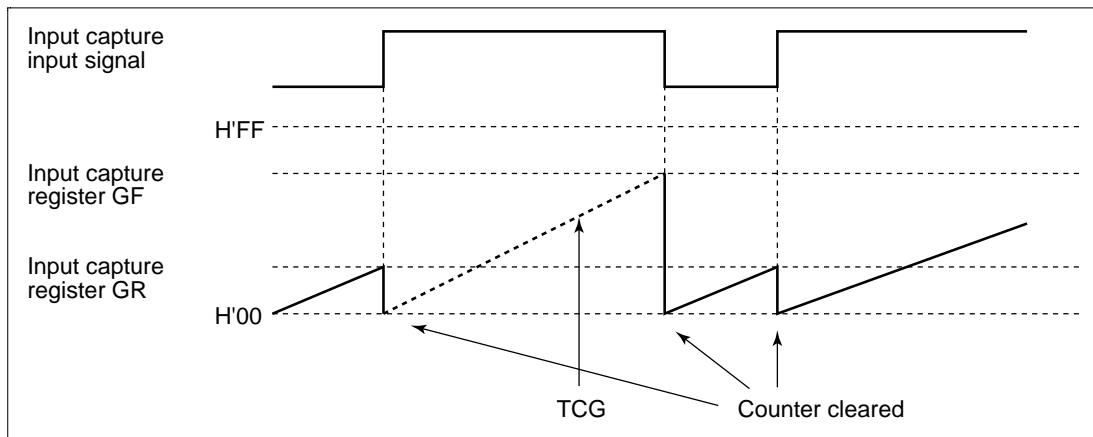 Input capture
input signal
H'FF
Input capture
register GF
Input capture
register GR
H'00
TCG
Counter cleared